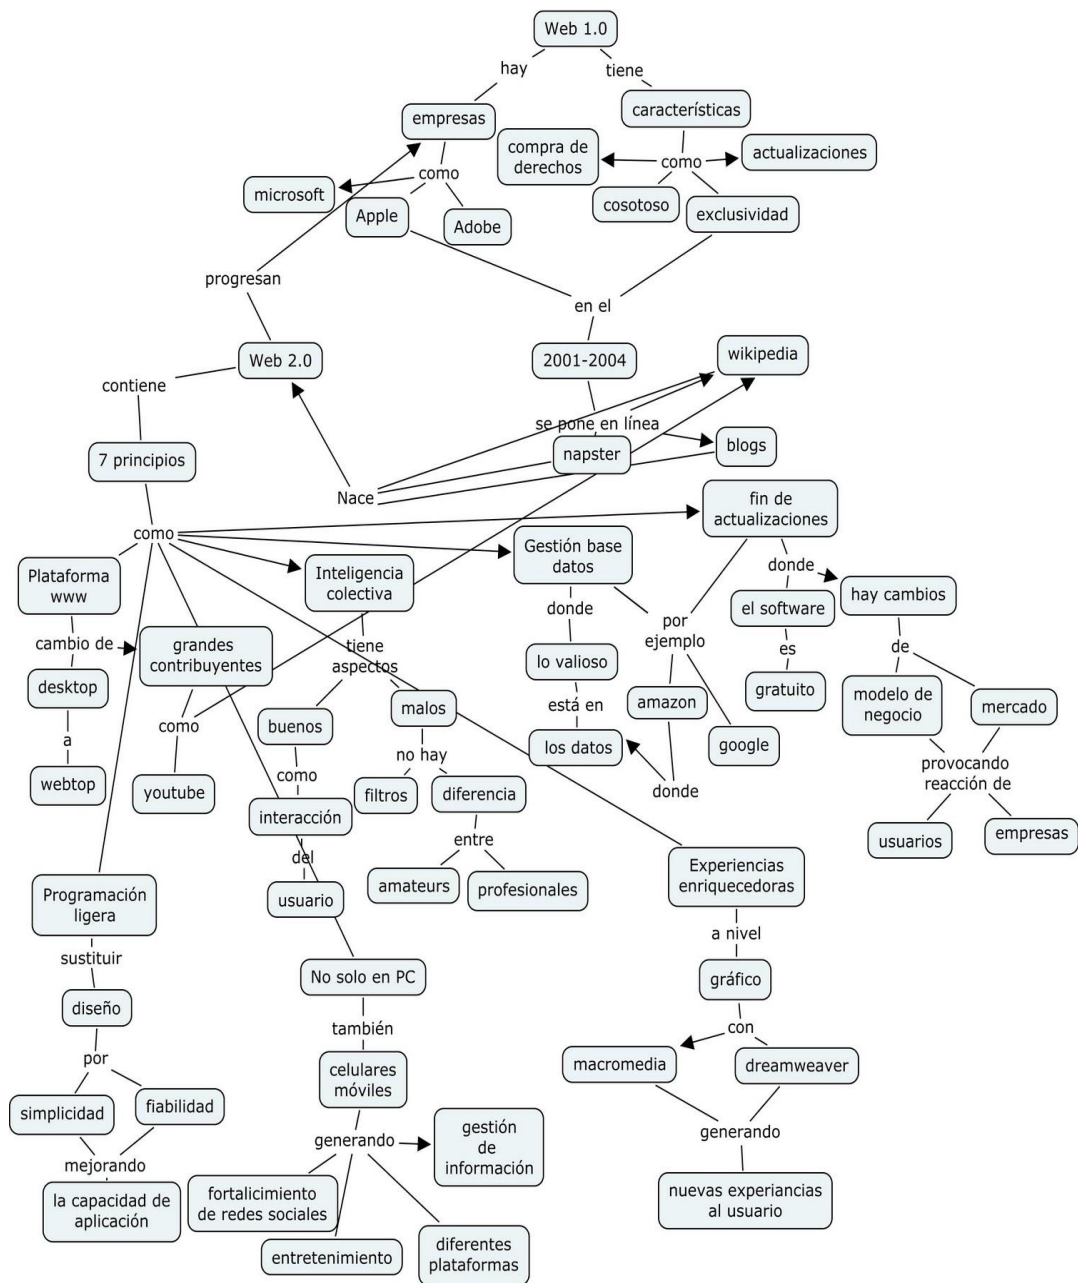 Web 1.0
hay
tiene
empresas
características
compra de
derechos
como
actualizaciones
como
microsoft
Apple
Adobe
cosotoso
exclusividad
progresan
en el
Web 2.0
2001-2004
wikipedia
contiene
se pone en línea
7 principios
napster
blogs
Nace
fin de
actualizaciones
como
Gestión base
datos
Plataforma
www
Inteligencia
colectiva
donde
hay cambios
donde
el software
por
ejemplo
cambio de
grandes
contribuyentes
tiene
aspectos
lo valioso
es
de
desktop
gratuito
modelo de
negocio
mercado
está en
amazon
buenos
malos
a
como
los datos
google
webtop
youtube
como
no hay
filtros
diferencia
donde
provocando
reacción de
interacción
usuarios
empresas
entre
del
usuario
amateurs
profesionales
Experiencias
enriquecedoras
Programación
ligera
a nivel
sustituir
No solo en PC
gráfico
diseño
también
con
por
celulares
móviles
macromedia
dreamweaver
simplicidad
fiabilidad
generando
gestión
de
información
generando
mejorando
la capacidad de
aplicación
fortalicimiento
de redes sociales
nuevas experiancias
al usuario
entretenimiento
diferentes
plataformas